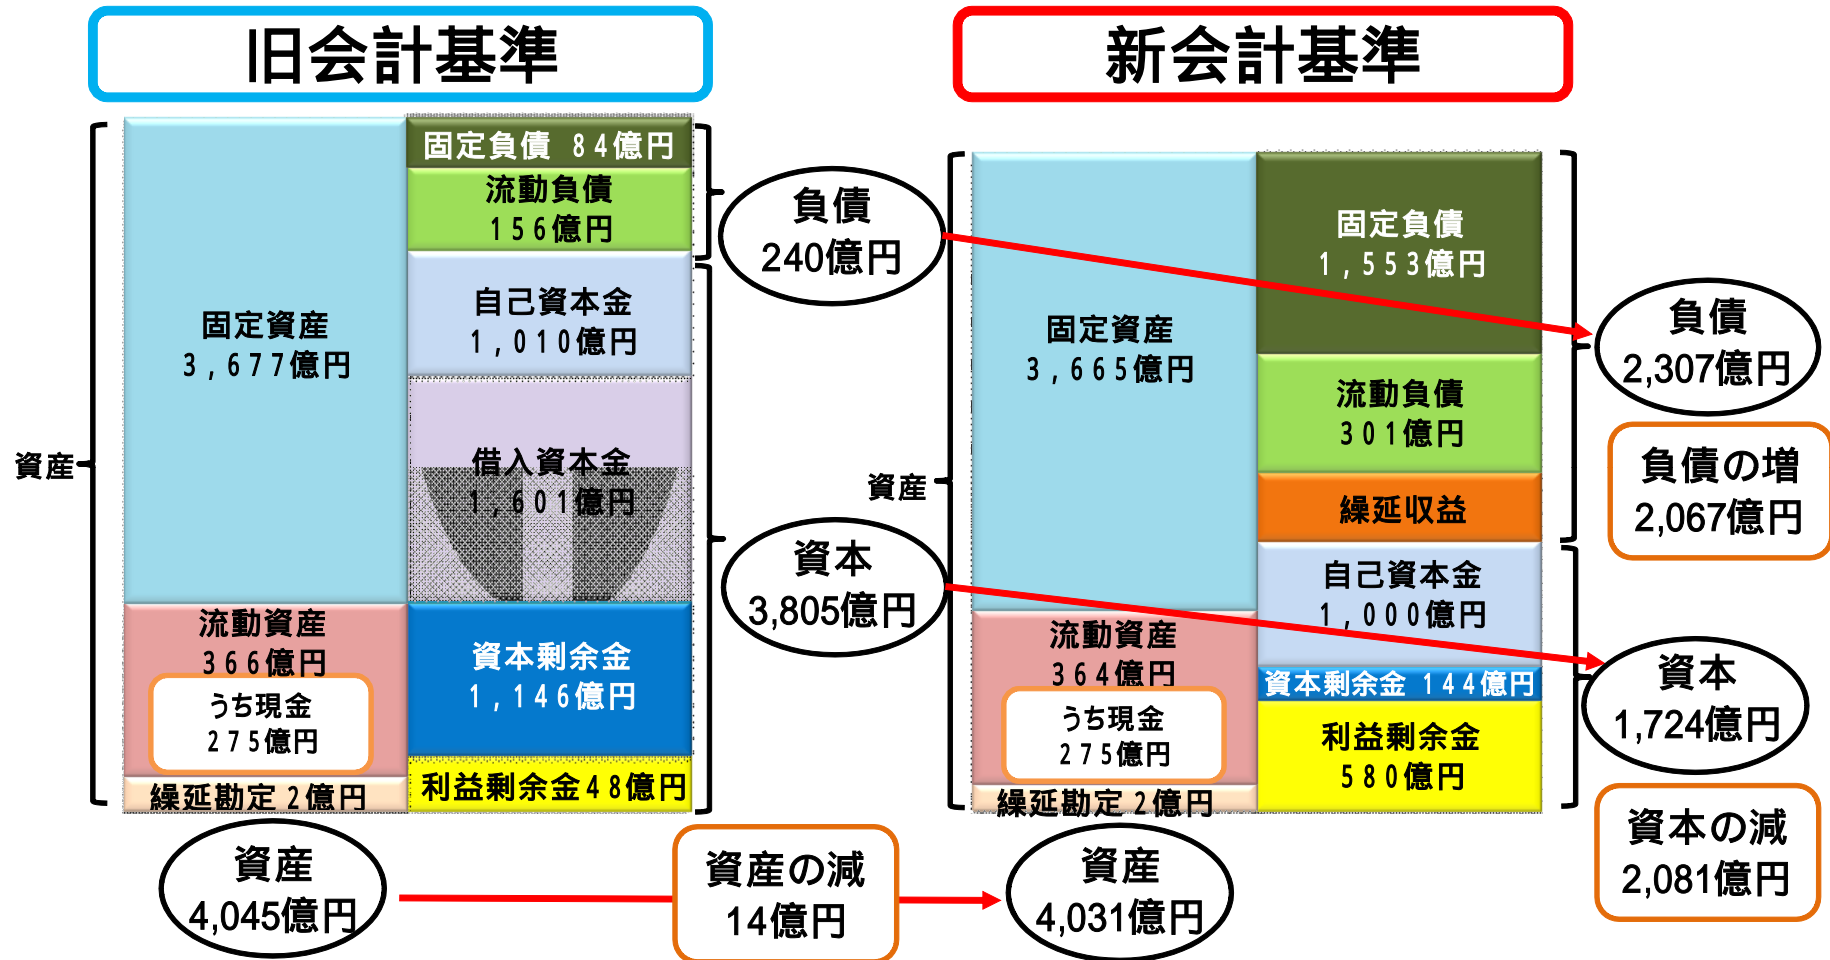 旧会計基準
新会計基準
資産
固定資産
3,677億円
流動資産
366億円
うち現金
275億円
繰延勘定 2億円
固定負債 84億円
流動負債
156億円
自己資本金
1,010億円
借入資本金
1,601億円
資本剰余金
1,146億円
利益剰余金48億円
負債
240億円
資本
3,805億円
資産
4,045億円
資産の減
14億円
資産
固定資産
3,665億円
流動資産
364億円
うち現金
275億円
繰延勘定 2億円
固定負債
1,553億円
流動負債
301億円
繰延収益
自己資本金
1,000億円
資本剰余金 144億円
利益剰余金
580億円
負債
2,307億円
負債の増
2,067億円
資本
1,724億円
資本の減
2,081億円
資産
4,031億円